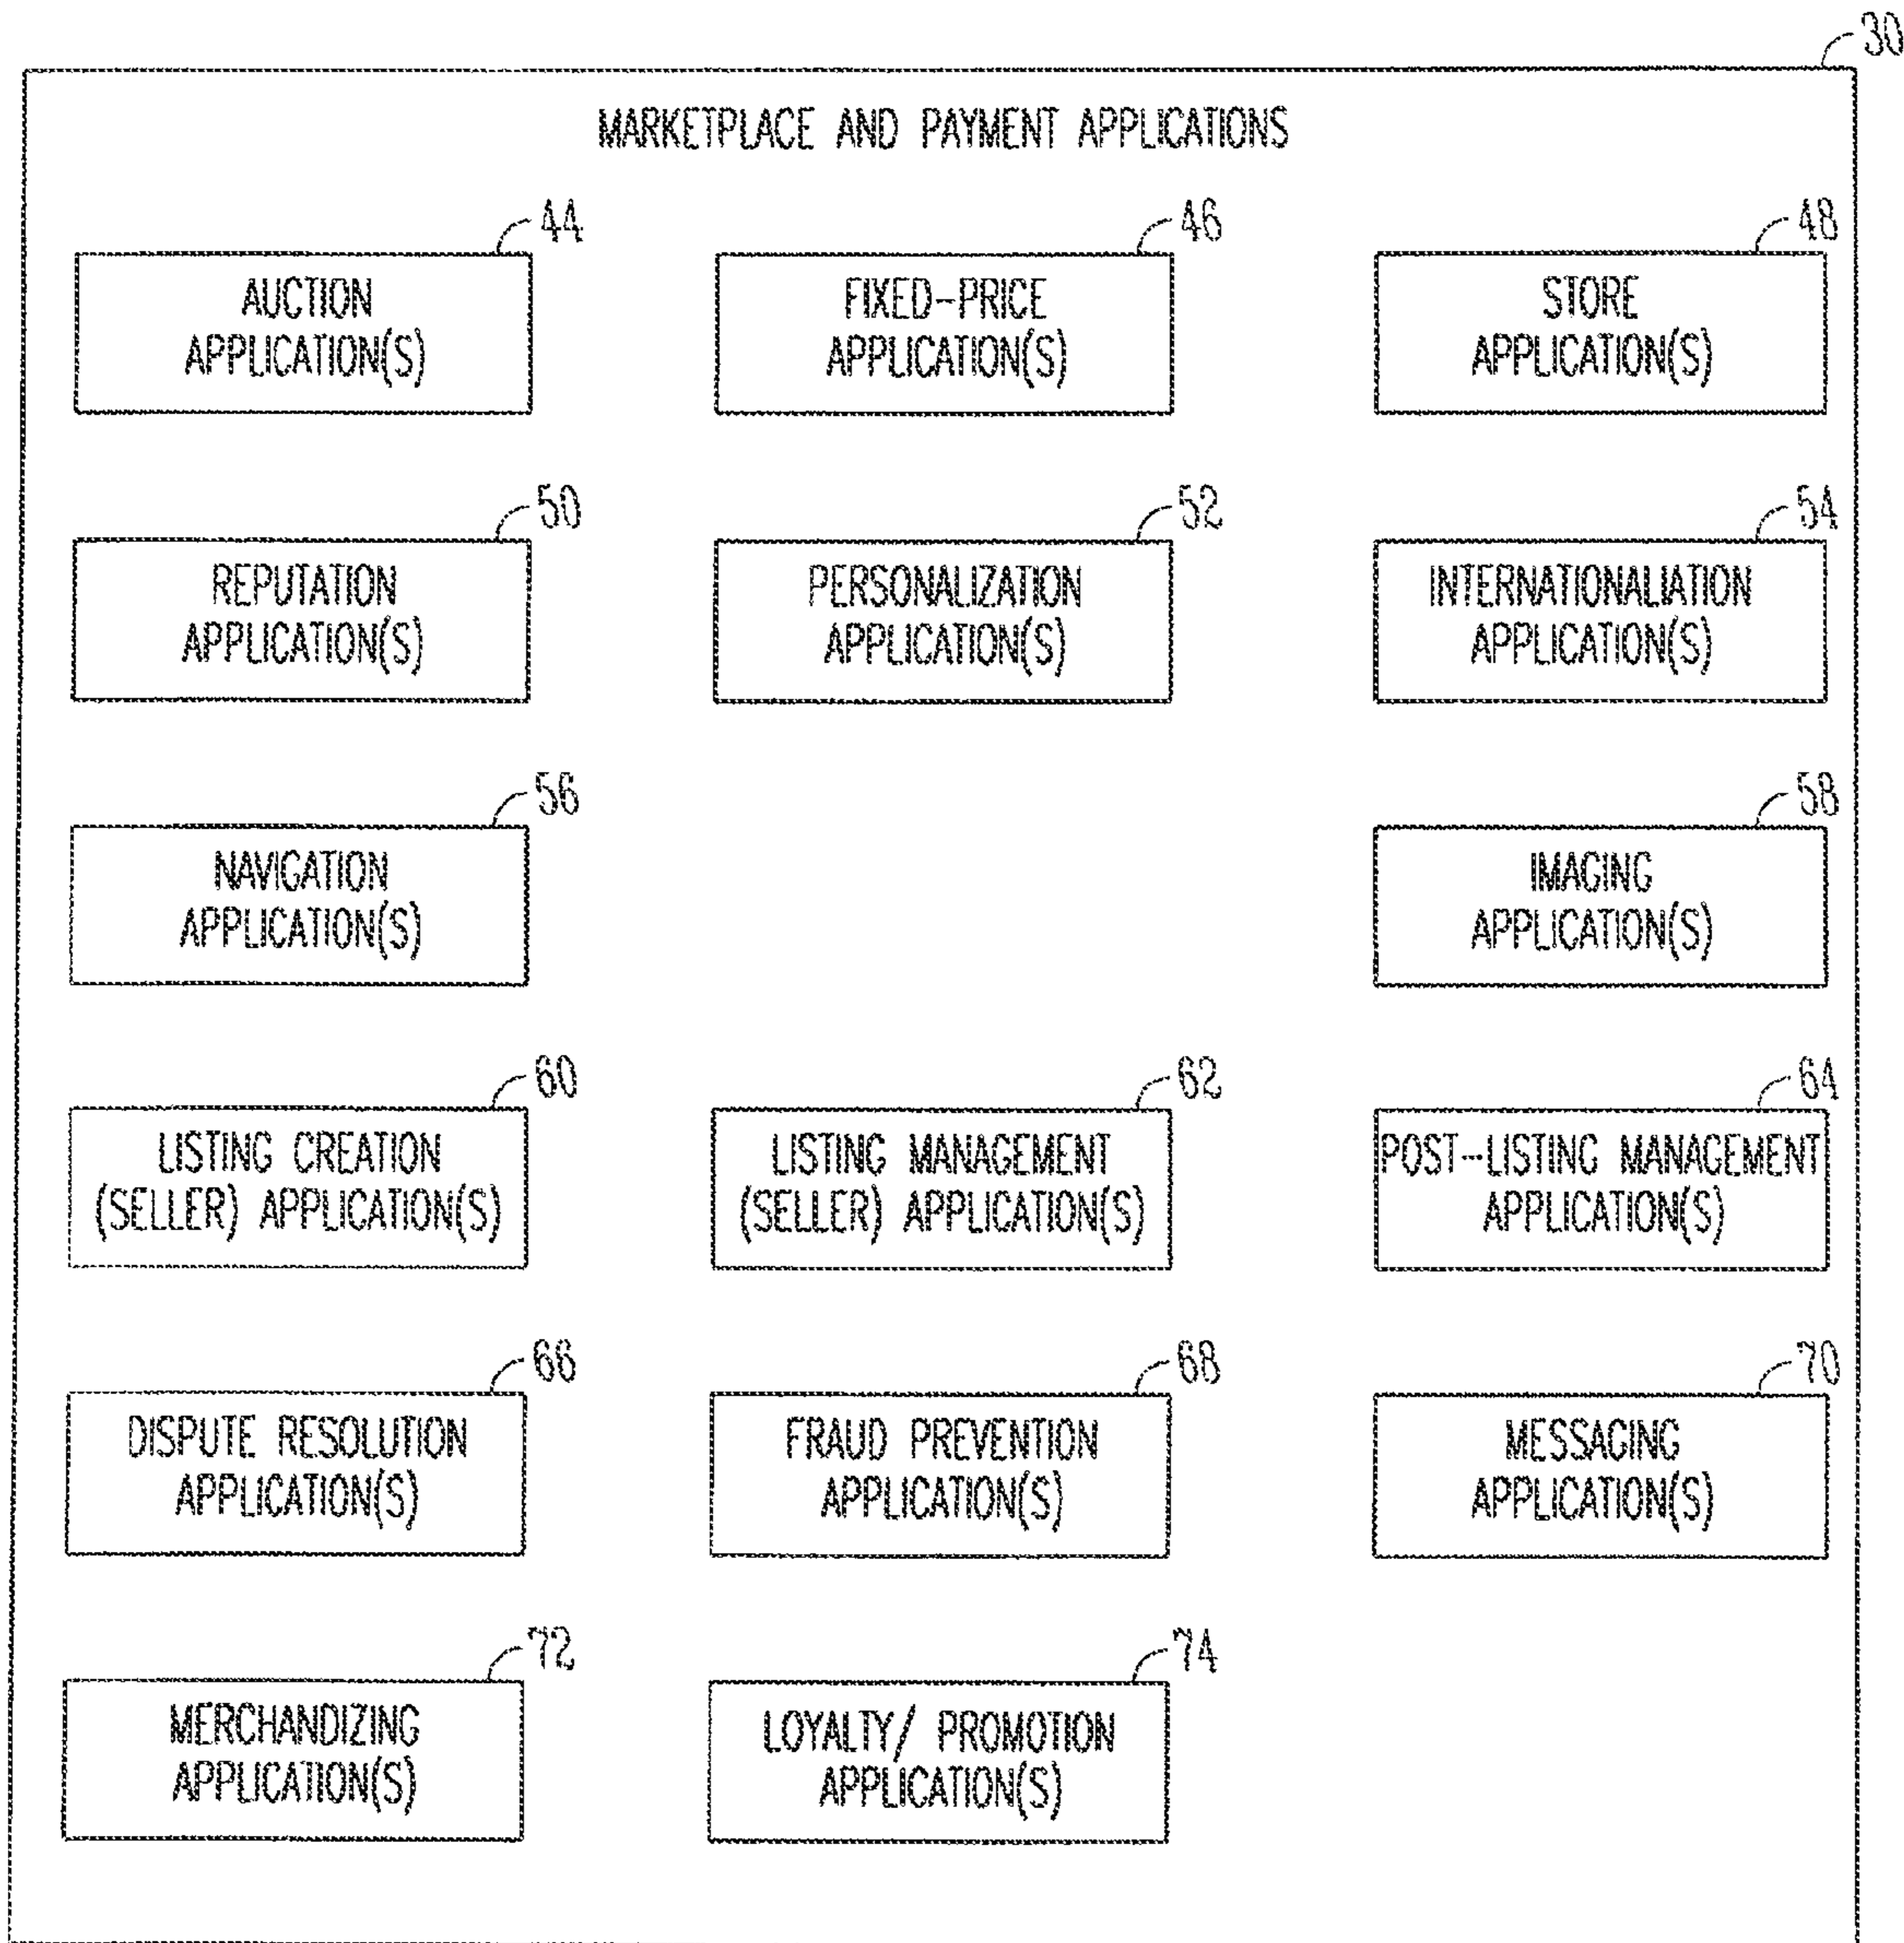 30
MARKETPLACE AND PAYMENT APPLICATIONS
44
AUCTION
APPLICATION(S)
46
FIXED-PRICE
APPLICATION(S)
48
STORE
APPLICATION(S)
50
REPUTATION
APPLICATION(S)
52
PERSONALIZATION
APPLICATION(S)
54
INTERNATIONALIATION
APPLICATION(S)
56
NAVIGATION
APPLICATION(S)
58
IMAGING
APPLICATION(S)
60
LISTING CREATION
(SELLER) APPLICATION(S)
62
LISTING MANAGEMENT
(SELLER) APPLICATION(S)
64
POST-LISTING MANAGEMENT
APPLICATION(S)
66
DISPUTE RESOLUTION
APPLICATION(S)
68
FRAUD PREVENTION
APPLICATION(S)
70
MESSAGING
APPLICATION(S)
72
MERCHANDIZING
APPLICATION(S)
74
LOYALTY/ PROMOTION
APPLICATION(S)